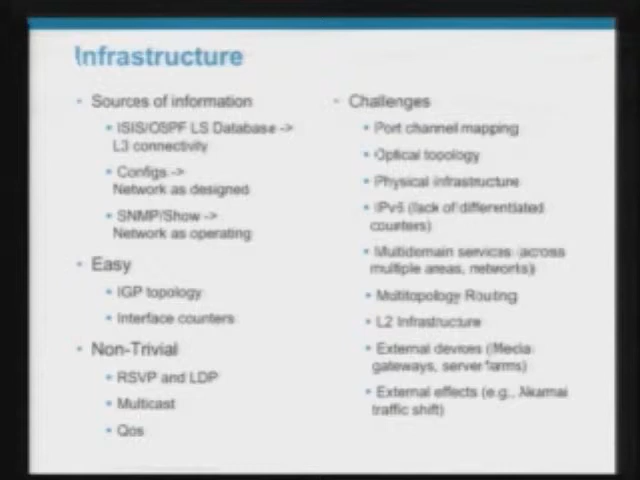 Infrastructure
Sources of information
ISIS/OSPF LS Database ->
L3 connectivity
Configs ->
Network as designed
SNMP/Show ->
Network as operating
Easy
IGP topology
Interface counters
Non-Trivial
RSVP and LDP
Multicast
Qos
Challenges
Port channel mapping
Optical topology
Physical infrastructure
IPv6 (lack of differentiated
counters)
Multidomain services (across
multiple areas, networks)
Multitopology Routing
L2 Infrastructure
External devices (Media
gateways, server farms)
External effects (e.g., Akamai
traffic shift)